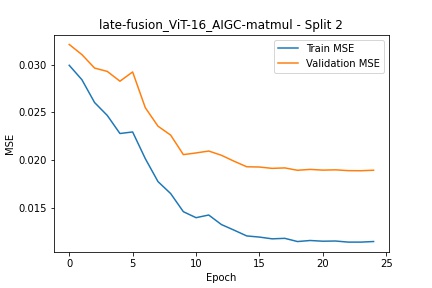 late-fusion_ViT-16_AIGC-matmul - Split 2
Train MSE
Validation MSE
MSE
0.030
0.025
0.020
0.015
0 5 10 15 20 25
Epoch